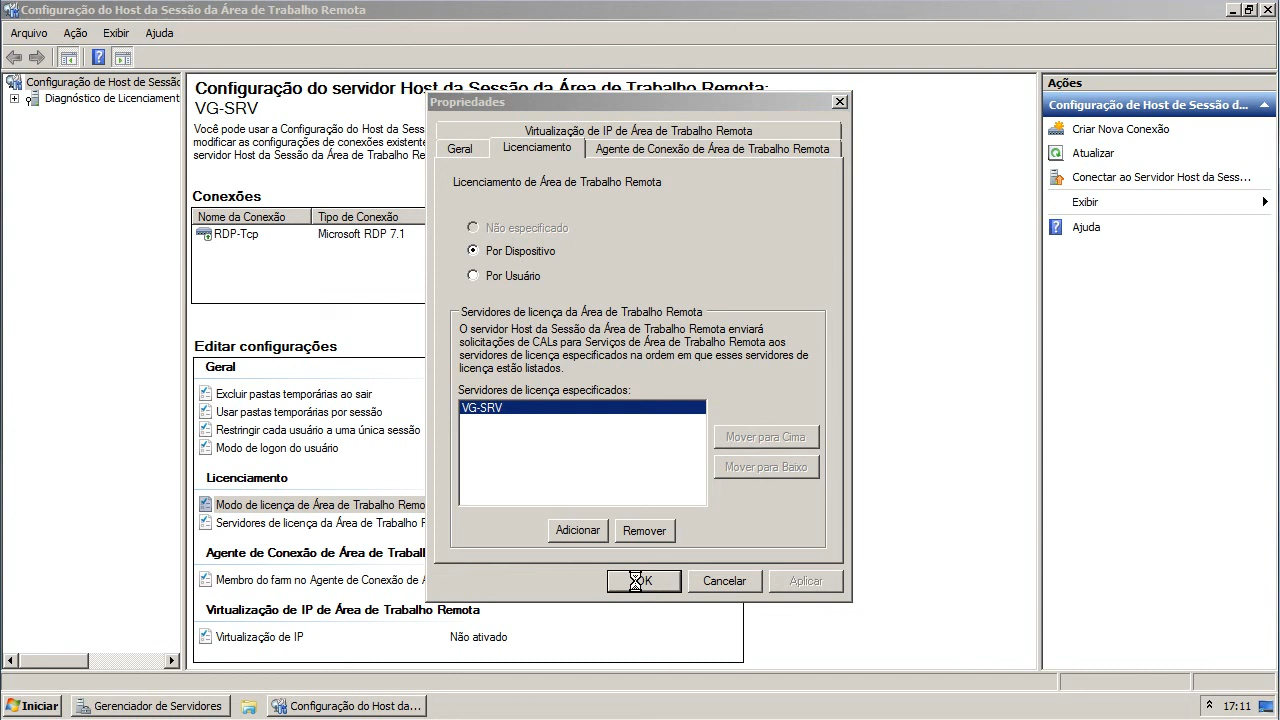 Configuração do Host da Sessão da Área de Trabalho Remota
Arquivo Ação Exibir Ajuda
Configuração de Host de Sessão
Diagnóstico de Licenciament
Configuração do servidor Host da Sessão da Área de Trabalho Remota:
VG-SRV
Você pode usar a Configuração do Host da Sess
modificar as configurações de conexões existente
servidor Host da Sessão da Área de Trabalho Re
Conexões
Nome da Conexão Tipo de Conexão
RDP-Tcp Microsoft RDP 7.1
Editar configurações
Geral
Excluir pastas temporárias ao sair
Usar pastas temporárias por sessão
Restringir cada usuário a uma única sessão
Modo de logon do usuário
Licenciamento
Modo de licença de Área de Trabalho Remo
Servidores de licença da Área de Trabalho R
Agente de Conexão de Área de Trabal
Membro do farm no Agente de Conexão de Á
Virtualização de IP de Área de Trabalho Remota
Virtualização de IP Não ativado
Propriedades
Virtualização de IP de Área de Trabalho Remota
Geral Licenciamento Agente de Conexão de Área de Trabalho Remota
Licenciamento de Área de Trabalho Remota
Não especificado
Por Dispositivo
Por Usuário
Servidores de licença da Área de Trabalho Remota
O servidor Host da Sessão da Área de Trabalho Remota enviará
solicitações de CALs para Serviços de Área de Trabalho Remota aos
servidores de licença especificados na ordem em que esses servidores de
licença estão listados.
Servidores de licença especificados:
VG-SRV
Mover para Cima
Mover para Baixo
Adicionar Remover
OK Cancelar Aplicar
Ações
Configuração de Host de Sessão d...
Criar Nova Conexão
Atualizar
Conectar ao Servidor Host da Sess...
Exibir
Ajuda
Iniciar Gerenciador de Servidores Configuração do Host da... 17:11